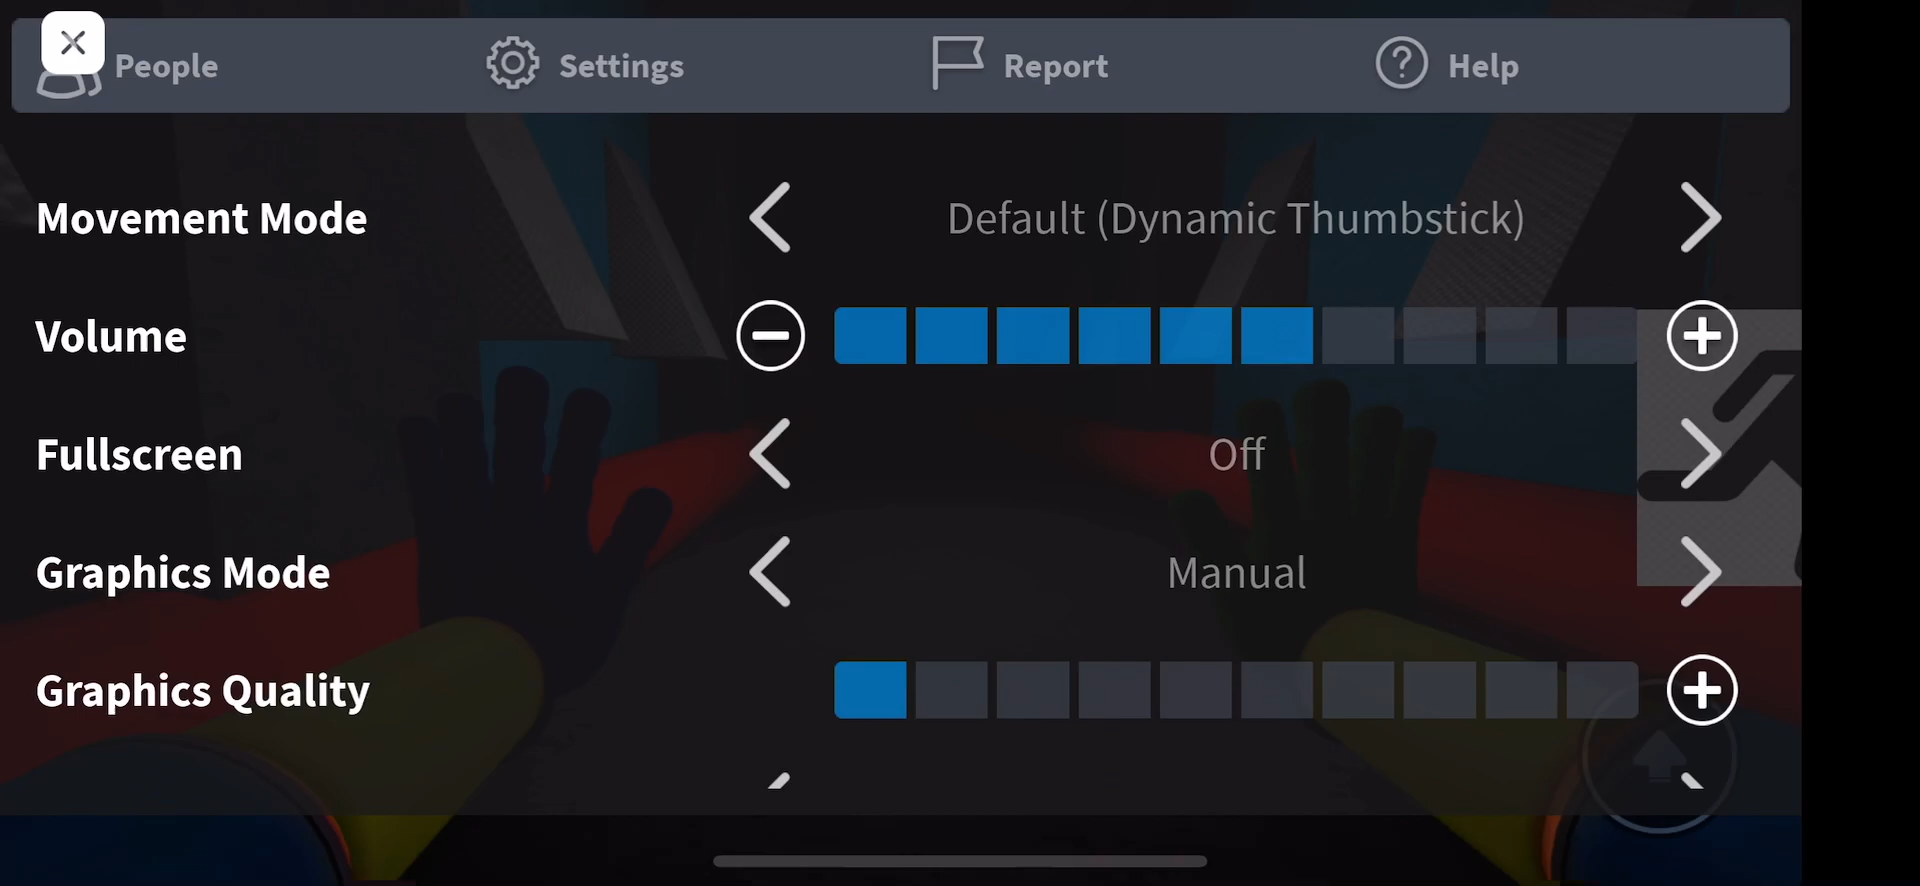 People
Settings
Report
Help
Movement Mode
Default (Dynamic Thumbstick)
Volume
Fullscreen
Off
Graphics Mode
Manual
Graphics Quality